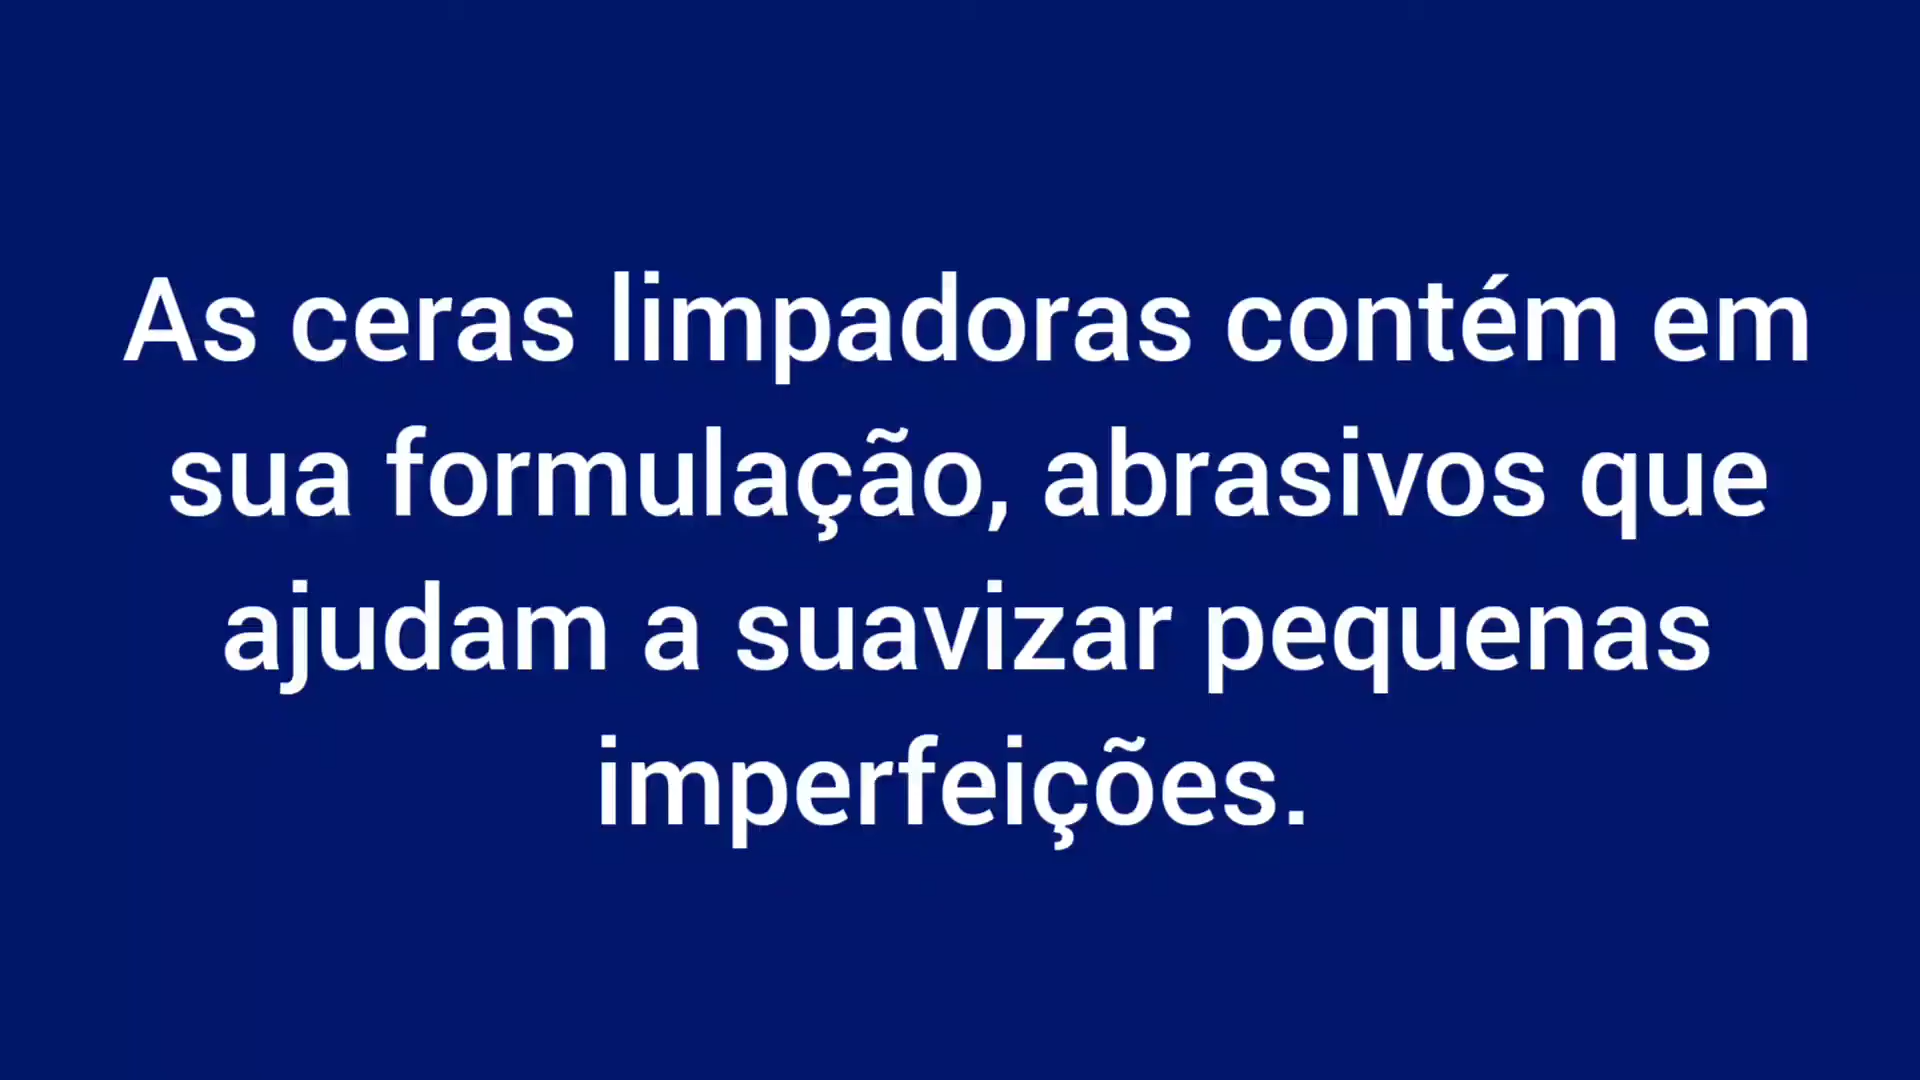 As ceras limpadoras contém em
sua formulação, abrasivos que
ajudam a suavizar pequenas
imperfeições.